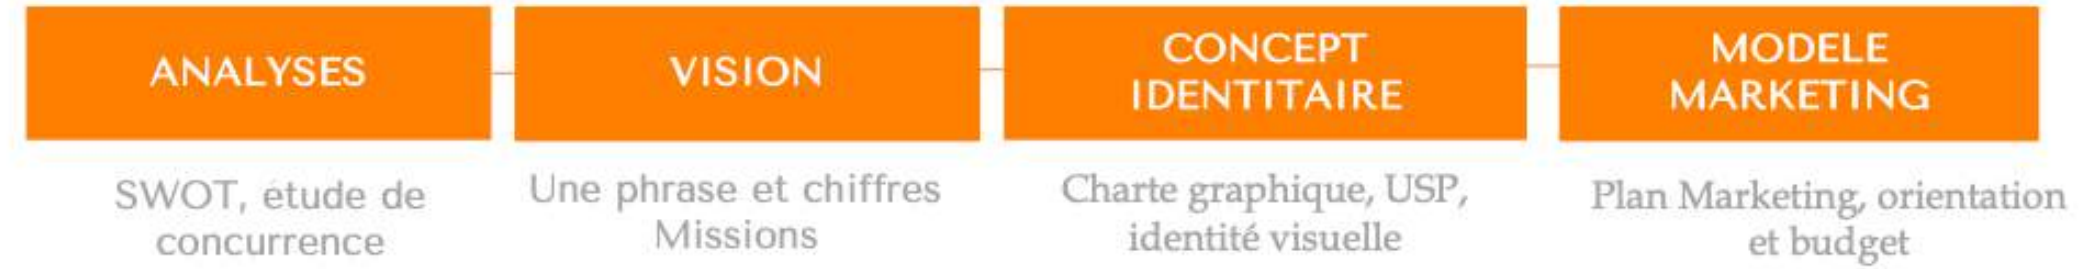 ANALYSES
SWOT, étude de
concurrence
VISION
Une phrase et chiffres
Missions
CONCEPT
IDENTITAIRE
Charte graphique, USP,
identité visuelle
MODELE
MARKETING
Plan Marketing, orientation
et budget